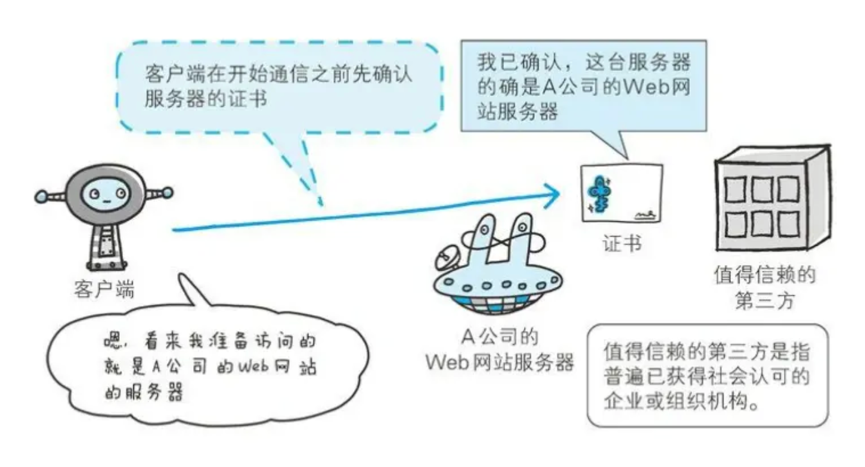 客户端在开始通信之前先确认
服务器的证书
我已确认，这台服务器
的确是A公司的Web网
站服务器
客户端
证书
值得信赖的
第三方
A公司的
Web网站服务器
嗯，看来我准备访问的
就是A公司的Web网站
的服务器
值得信赖的第三方是指
普遍已获得社会认可的
企业或组织机构。